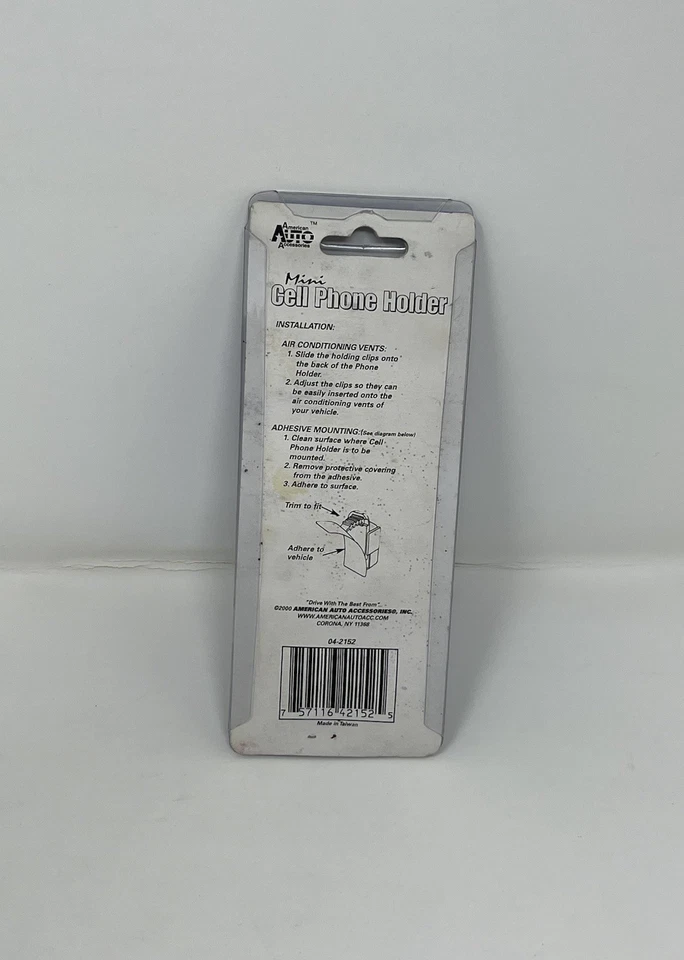 American
AUTO™
Accessories
Mini
Cell Phone Holder
INSTALLATION:
AIR CONDITIONING VENTS:
1. Slide the holding clips onto
the back of the Phone
Holder.
2. Adjust the clips so they can
be easily inserted onto the
air conditioning vents of
your vehicle.
ADHESIVE MOUNTING:(See diagram below)
1. Clean surface where Cell
Phone Holder is to be
mounted.
2. Remove protective covering
from the adhesive.
3. Adhere to surface.
Trim to fit
Adhere to
vehicle
"Drive With The Best From"
©2000 AMERICAN AUTO ACCESSORIES®, INC.
WWW.AMERICANAUTOACC.COM
CORONA, NY 11368
04-2152
7 57116 42152 5
Made in Taiwan